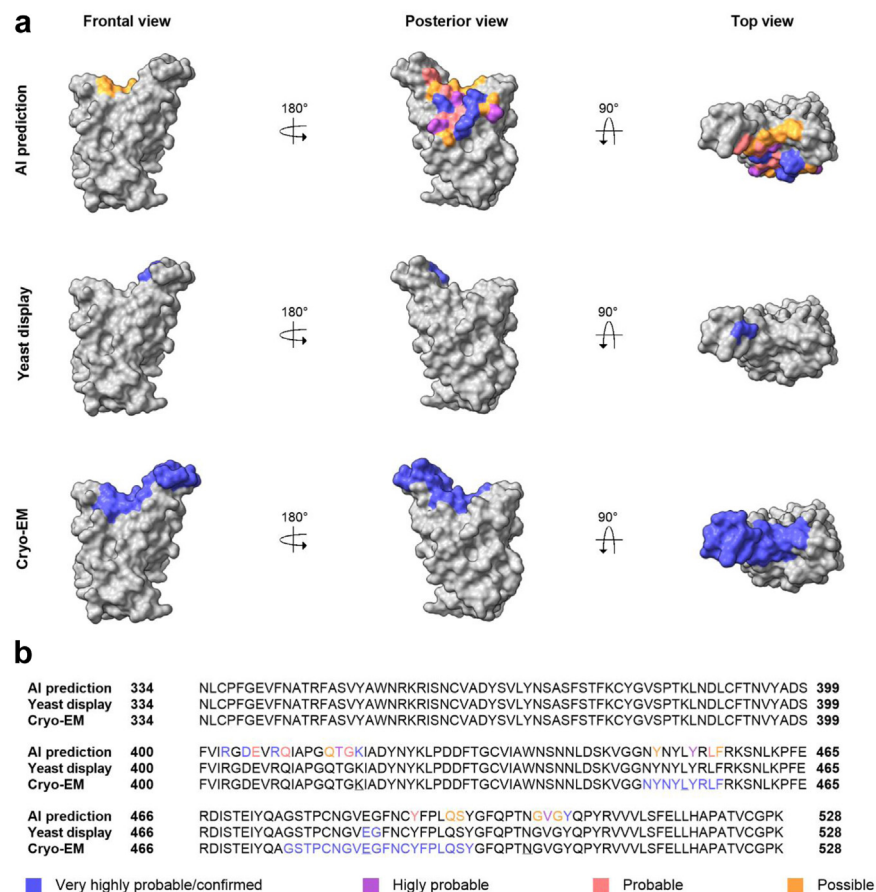 a
Frontal view Posterior view Top view
AI prediction
180° 90°
Yeast display
180° 90°
Cryo-EM
180° 90°
b
AI prediction 334 NLCPFGEVFNATRFASVYAWNRKRISNCVADYSVLYNSASFSTFKCYGVSPTKLNDLCFTNVYADS 399
Yeast display 334 NLCPFGEVFNATRFASVYAWNRKRISNCVADYSVLYNSASFSTFKCYGVSPTKLNDLCFTNVYADS 399
Cryo-EM 334 NLCPFGEVFNATRFASVYAWNRKRISNCVADYSVLYNSASFSTFKCYGVSPTKLNDLCFTNVYADS 399
AI prediction 400 FVIRGDEVRQIAPGQTGKIADYNYKLPDDFTGCVIAWNSNNLDSKVGGNYNYLYRLFRKSNLKPFE 465
Yeast display 400 FVIRGDEVRQIAPGQTGKIADYNYKLPDDFTGCVIAWNSNNLDSKVGGNYNYLYRLFRKSNLKPFE 465
Cryo-EM 400 FVIRGDEVRQIAPGQTGKIADYNYKLPDDFTGCVIAWNSNNLDSKVGGNYNYLYRLFRKSNLKPFE 465
AI prediction 466 RDISTEIYQAGSTPCNGVEGFNCYFPLQSYGFQPTNGVGYQPYRVVVLSFELLHAPATVCGPK 528
Yeast display 466 RDISTEIYQAGSTPCNGVEGFNCYFPLQSYGFQPTNGVGYQPYRVVVLSFELLHAPATVCGPK 528
Cryo-EM 466 RDISTEIYQAGSTPCNGVEGFNCYFPLQSYGFQPTNGVGYQPYRVVVLSFELLHAPATVCGPK 528
Very highly probable/confirmed Higly probable Probable Possible